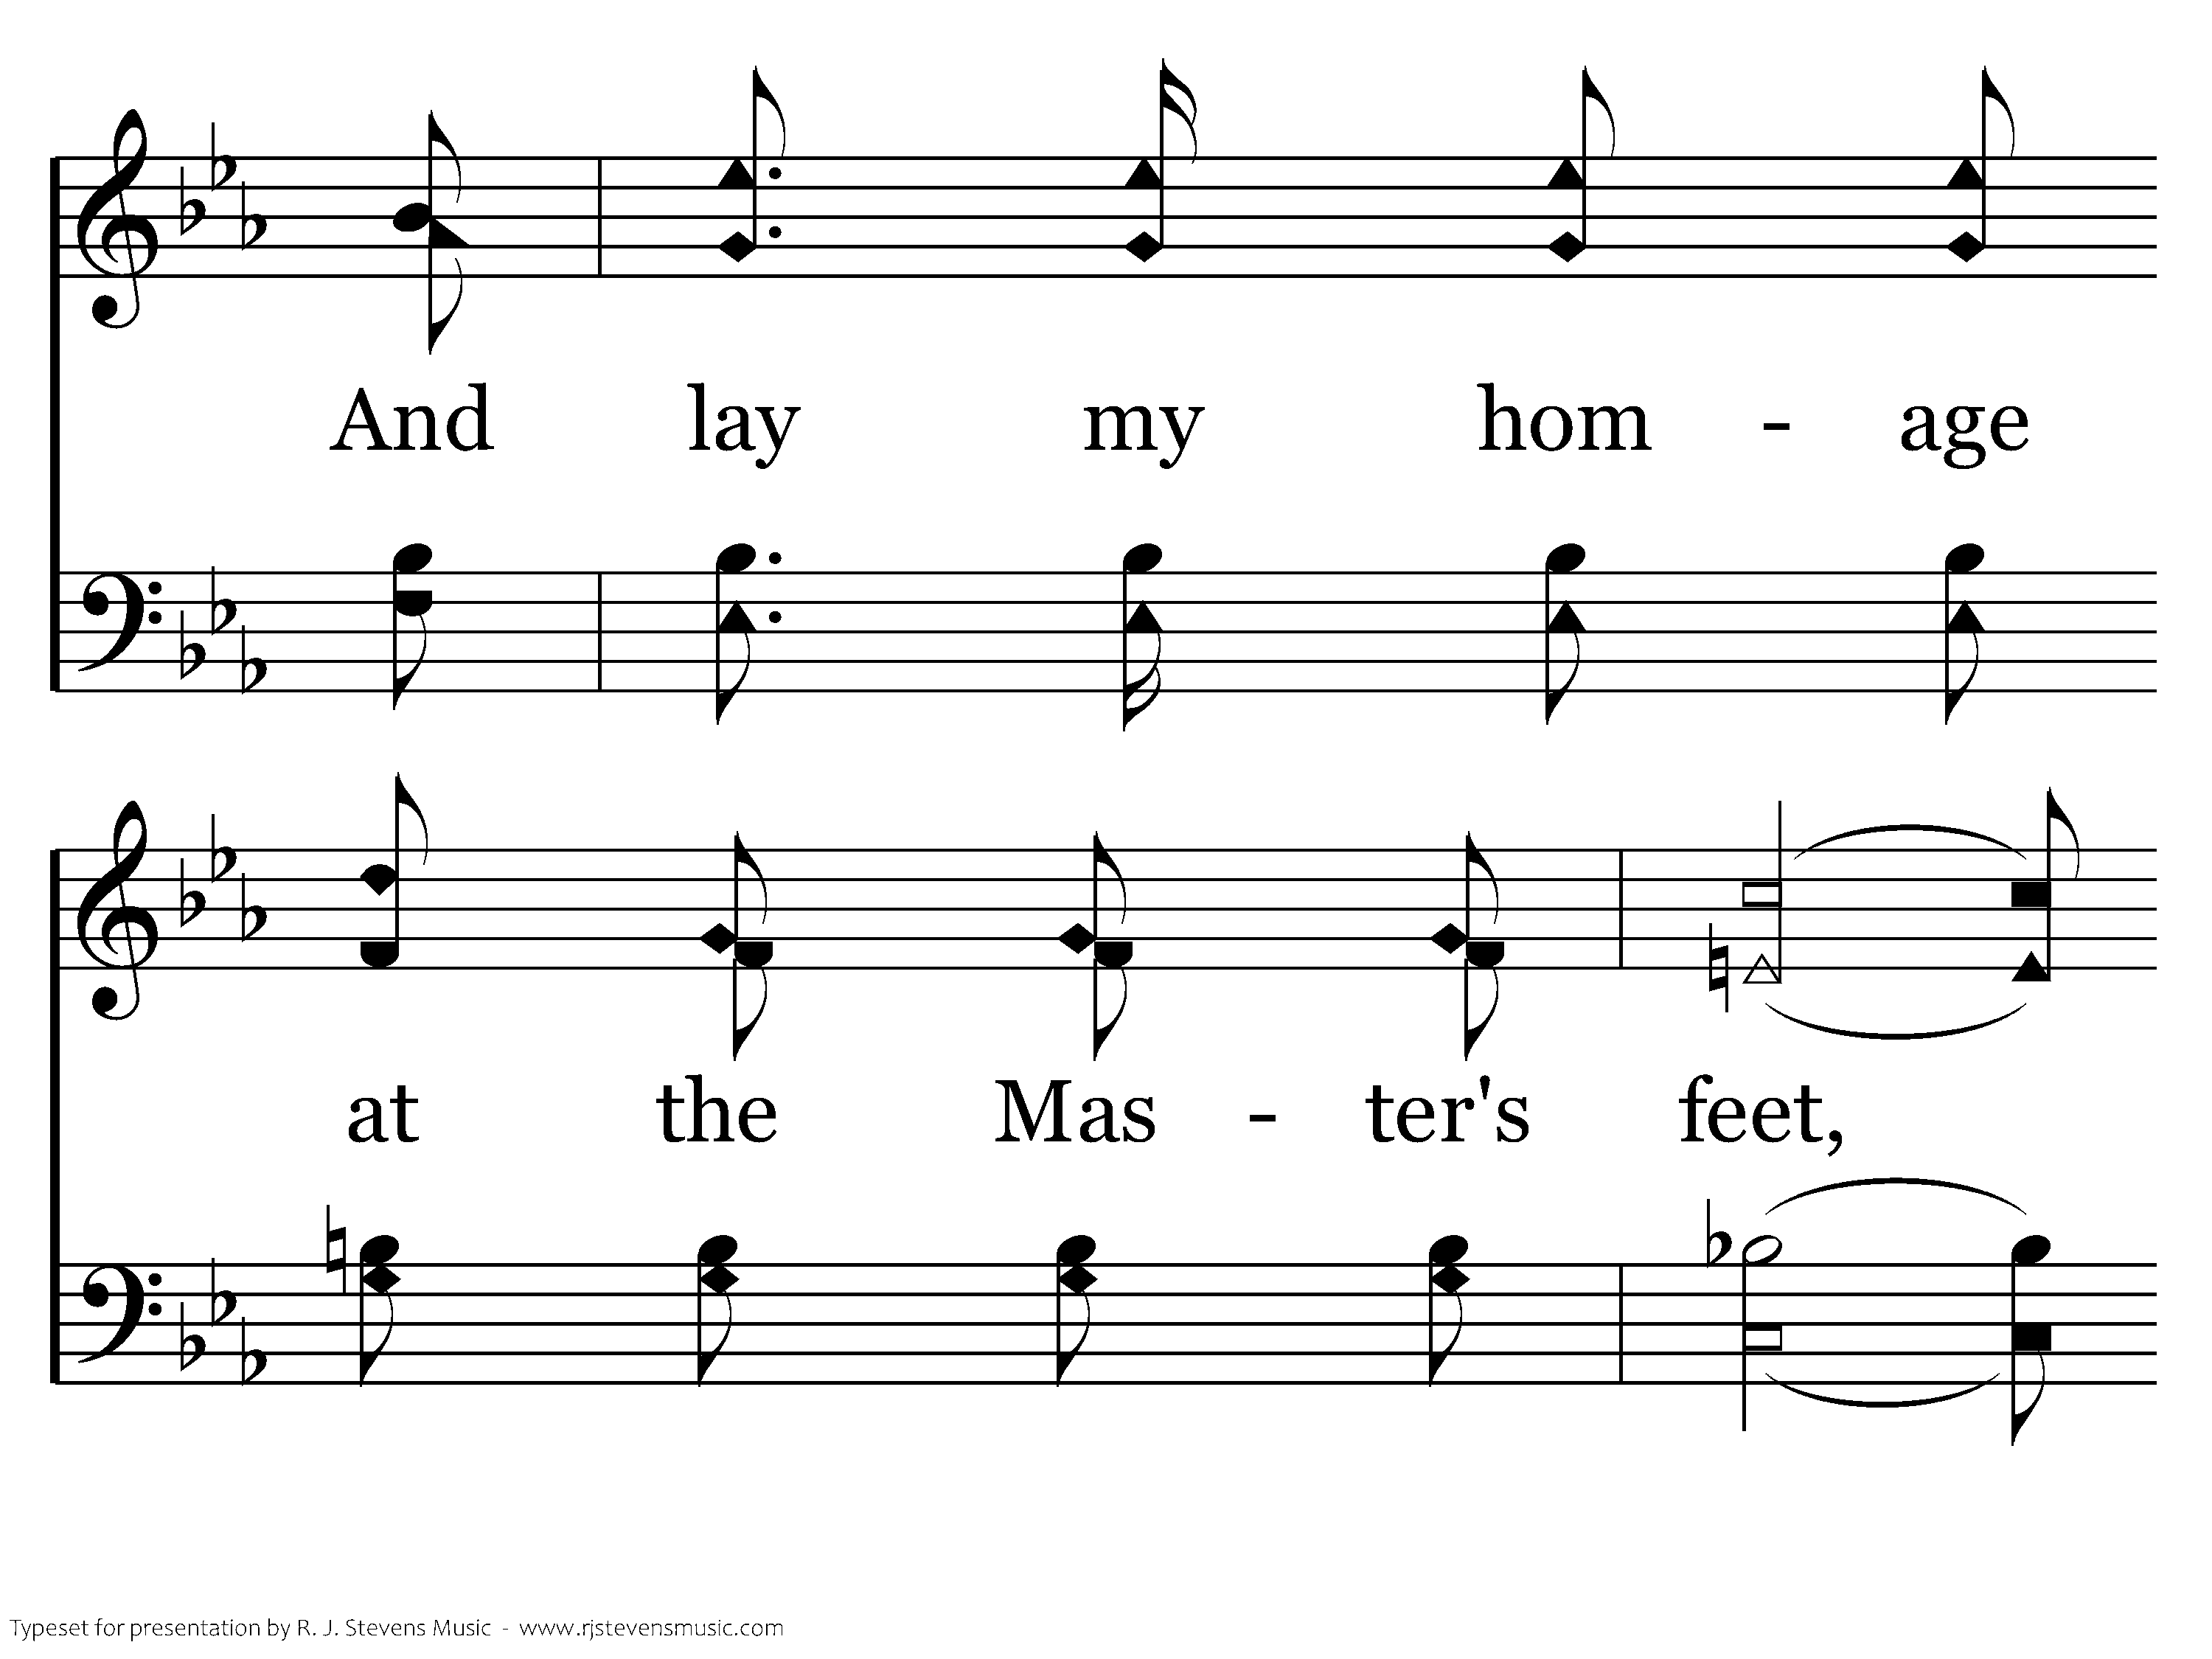 And lay my hom - age
at the Mas - ter's feet,
Typeset for presentation by R. J. Stevens Music - www.rjstevensmusic.com